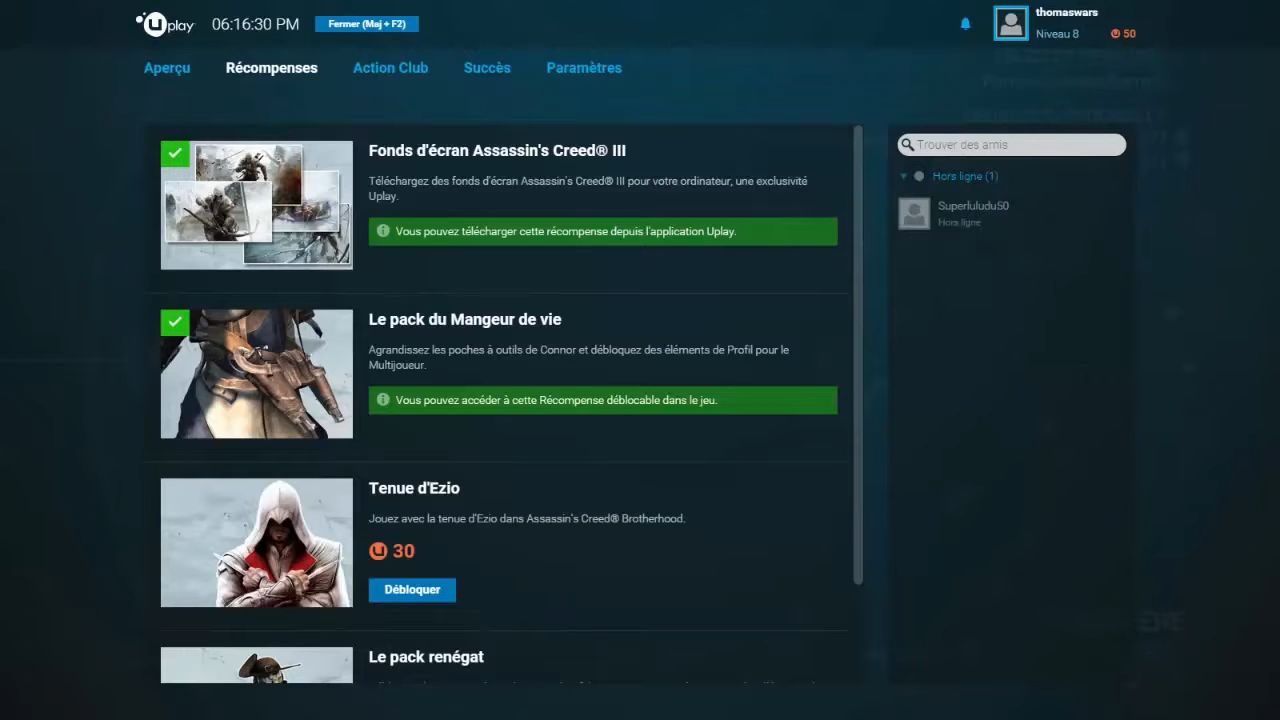 uplay 06:16:30 PM Fermer (Maj + F2)
thomaswars
Niveau 8 50
Aperçu Récompenses Action Club Succès Paramètres
Fonds d'écran Assassin's Creed® III
Téléchargez des fonds d'écran Assassin's Creed® III pour votre ordinateur, une exclusivité
Uplay.
Vous pouvez télécharger cette récompense depuis l'application Uplay.
Le pack du Mangeur de vie
Agrandissez les poches à outils de Connor et débloquez des éléments de Profil pour le
Multijoueur.
Vous pouvez accéder à cette Récompense déblocable dans le jeu.
Tenue d'Ezio
Jouez avec la tenue d'Ezio dans Assassin's Creed® Brotherhood.
30
Débloquer
Le pack renégat
Trouver des amis
Hors ligne (1)
Superluludu50
Hors ligne